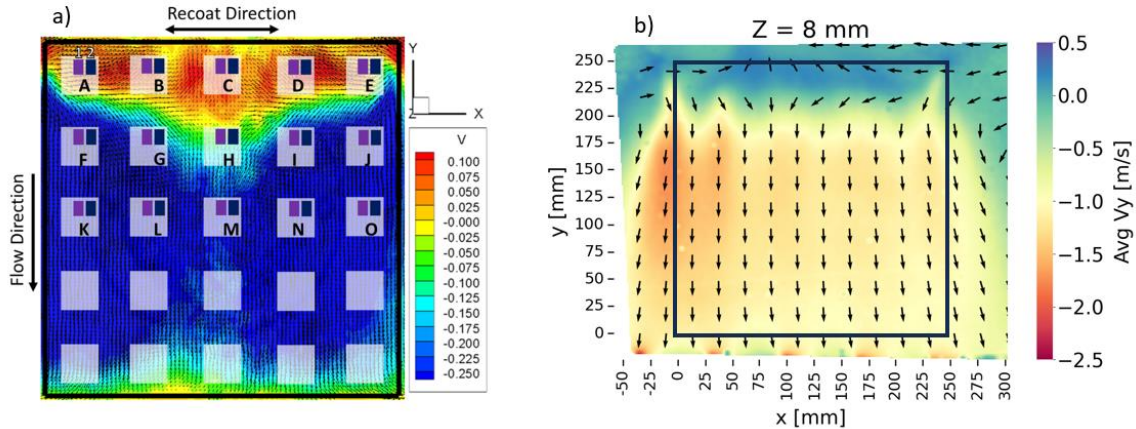 a)
Recoat Direction
Flow Direction
1 2
A B C D E
F G H I J
K L M N O
Y
Z X
V
0.100
0.075
0.050
0.025
-0.000
-0.025
-0.050
-0.075
-0.100
-0.125
-0.150
-0.175
-0.200
-0.225
-0.250
b)
Z = 8 mm
y [mm]
250
225
200
175
150
125
100
75
50
25
0
-50 -25 0 25 50 75 100 125 150 175 200 225 250 275 300
x [mm]
0.5
0.0
−0.5
−1.0
−1.5
−2.0
−2.5
Avg Vy [m/s]